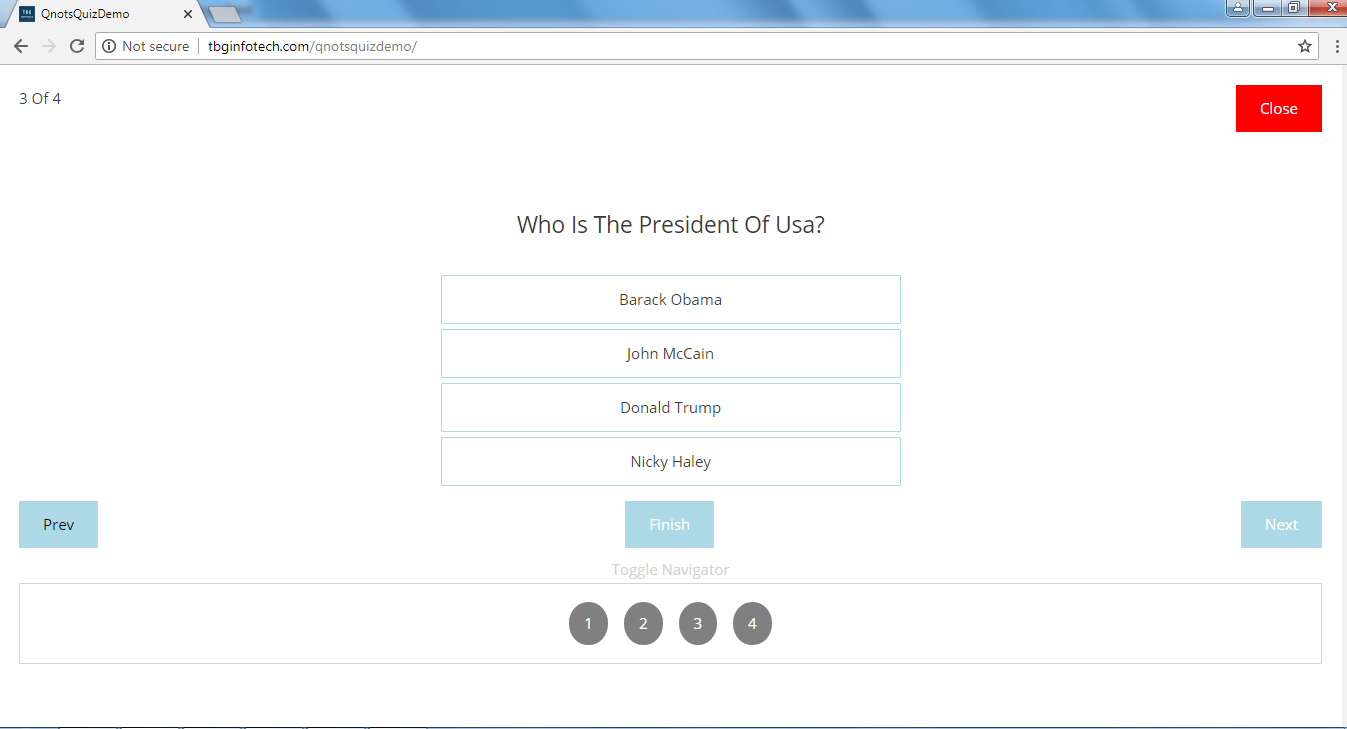 QnotsQuizDemo
Not secure tbginfotech.com/qnotsquizdemo/
3 Of 4
Close
Who Is The President Of Usa?
Barack Obama
John McCain
Donald Trump
Nicky Haley
Prev Finish Next
Toggle Navigator
1 2 3 4